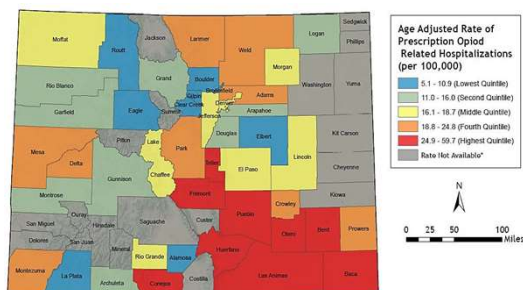 Age Adjusted Rate of
Prescription Opiod
Related Hospitalizations
(per 100,000)
5.1 - 10.9 (Lowest Quintile)
11.0 - 16.0 (Second Quintile)
16.1 - 18.7 (Middle Quintile)
18.8 - 24.8 (Fourth Quintile)
24.9 - 59.7 (Highest Quintile)
Rate Not Available*
N
0 25 50 100
Miles
Moffat
Routt
Jackson
Larimer
Weld
Logan
Sedgwick
Phillips
Morgan
Rio Blanco
Grand
Boulder
Broomfield
Washington
Yuma
Garfield
Eagle
Summit
Gilpin
Clear Creek
Jefferson
Denver
Adams
Arapahoe
Pitkin
Lake
Park
Douglas
Elbert
Kit Carson
Mesa
Delta
Chaffee
Teller
El Paso
Lincoln
Cheyenne
Gunnison
Fremont
Montrose
Kiowa
Ouray
San Miguel
Hinsdale
Saguache
Custer
Pueblo
Crowley
Otero
Bent
Prowers
Dolores
San Juan
Mineral
Rio Grande
Alamosa
Huerfano
Montezuma
La Plata
Archuleta
Conejos
Costilla
Las Animas
Baca